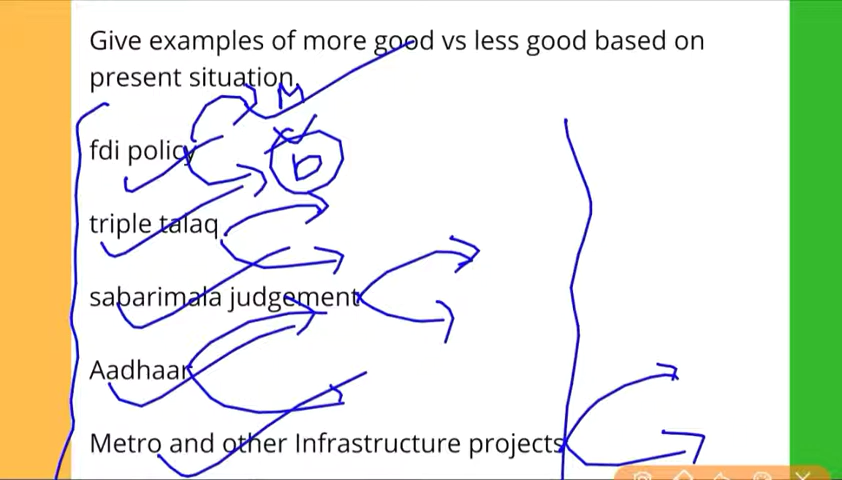 Give examples of more good vs less good based on
present situation.
M
fdi policy
b
triple talaq
sabarimala judgement
Aadhaar
Metro and other Infrastructure projects